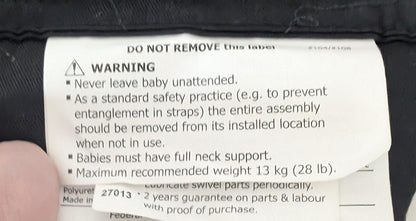 DO NOT REMOVE this label
WARNING
▪ Never leave baby unattended.
▪ As a standard safety practice (e.g. to prevent
entanglement in straps) the entire assembly
should be removed from its installed location
when not in use.
▪ Babies must have full neck support.
▪ Maximum recommended weight 13 kg (28 lb).
Lubricate swivel parts periodically.
Polyuret
27013 • 2 years guarantee on parts & labour
Made in
with proof of purchase.